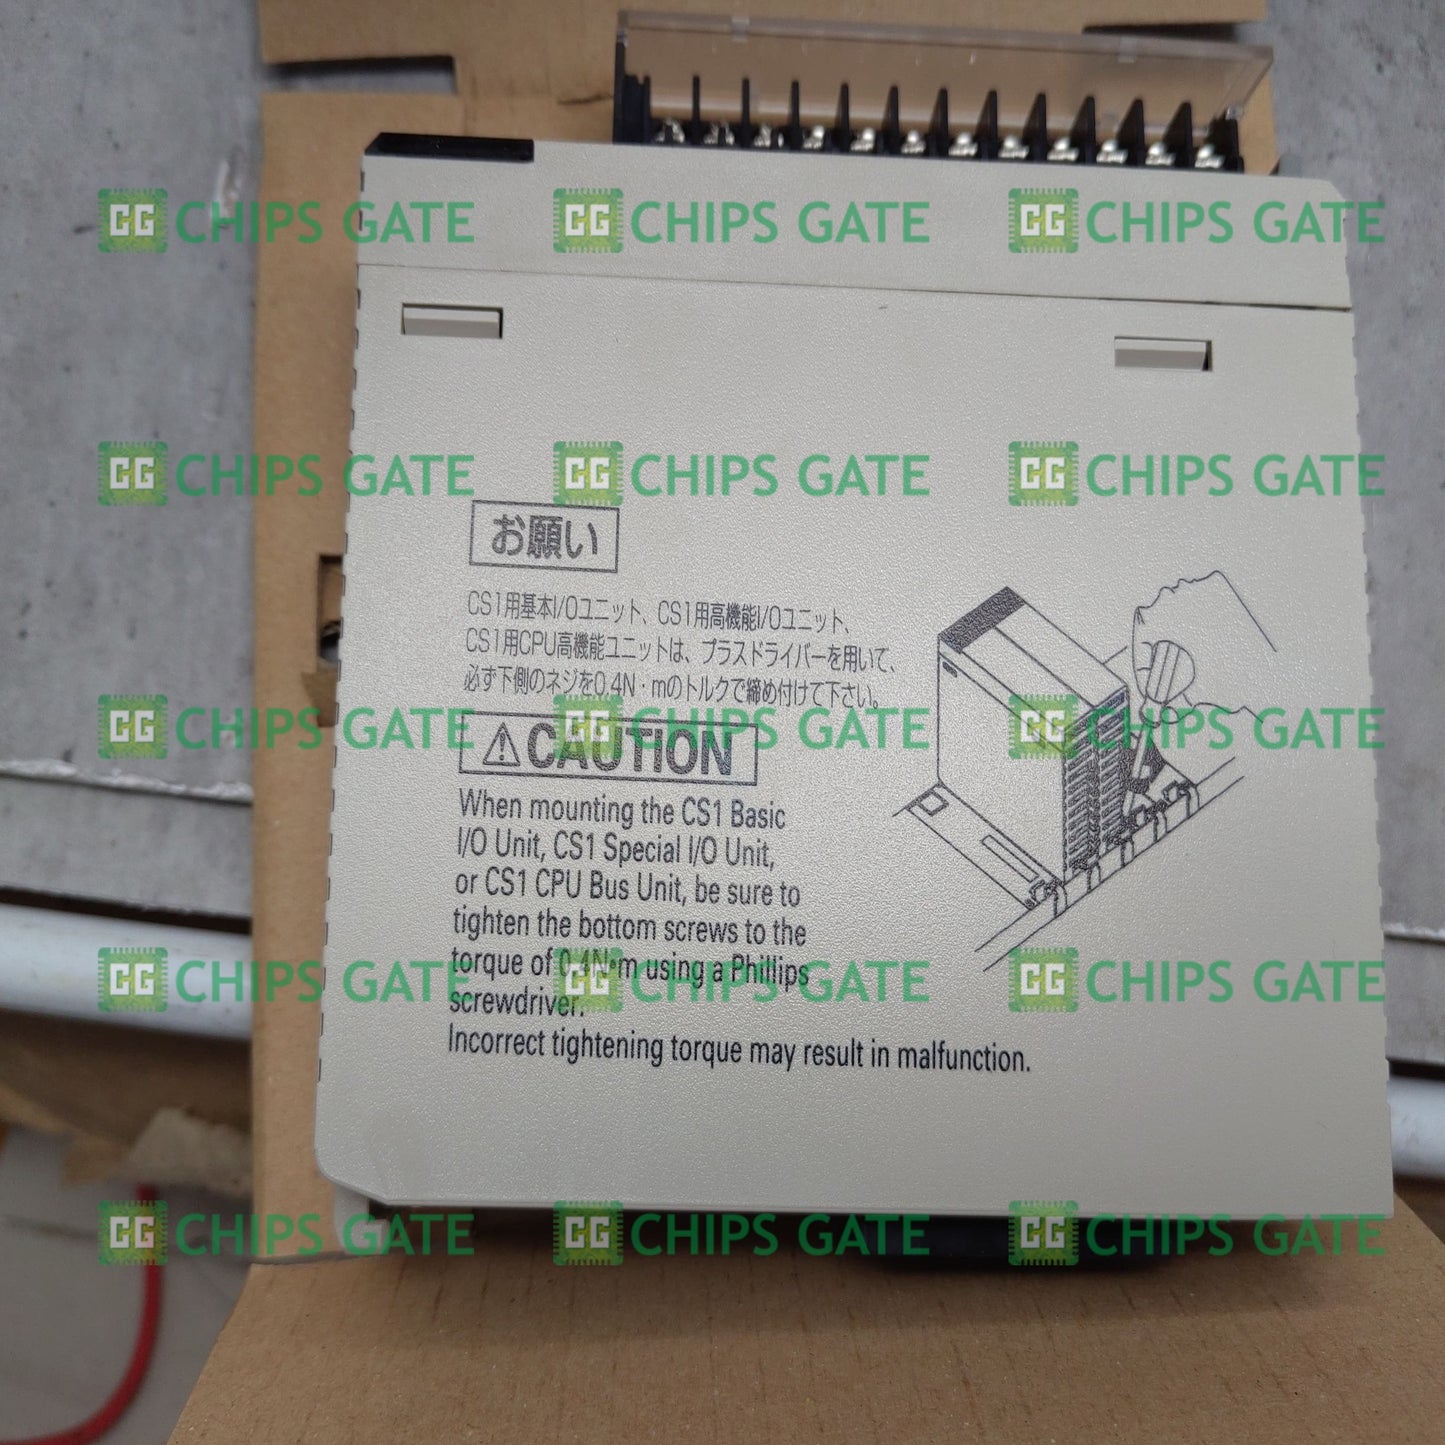 CG CHIPS GATE CG CHIPS GATE CG CHIPS GATE
CG CHIPS GATE CG CHIPS GATE CG CHIPS GATE
お願い
CS1用基本I/Oユニット、CS1用高機能I/Oユニット、
CS1用CPU高機能ユニットは、プラスドライバーを用いて、
必ず下側のネジを0.4N・mのトルクで締め付けて下さい。
CG CHIPS GATE CG CHIPS GATE CG CHIPS GATE
⚠CAUTION
When mounting the CS1 Basic
I/O Unit, CS1 Special I/O Unit,
or CS1 CPU Bus Unit, be sure to
tighten the bottom screws to the
torque of 0.4N•m using a Phillips
CG CHIPS GATE CG CHIPS GATE CG CHIPS GATE
screwdriver.
Incorrect tightening torque may result in malfunction.
CG CHIPS GATE CG CHIPS GATE CG CHIPS GATE